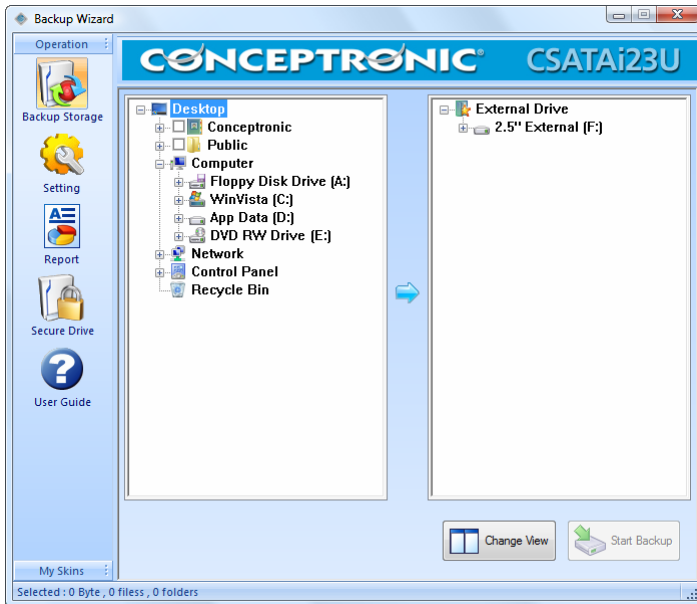 Backup Wizard
Operation
Backup Storage
Setting
Report
Secure Drive
User Guide
My Skins
CONCEPTRONIC® CSATAi23U
Desktop
Conceptronic
Public
Computer
Floppy Disk Drive (A:)
WinVista (C:)
App Data (D:)
DVD RW Drive (E:)
Network
Control Panel
Recycle Bin
External Drive
2.5'' External (F:)
Change View
Start Backup
Selected : 0 Byte , 0 filess , 0 folders